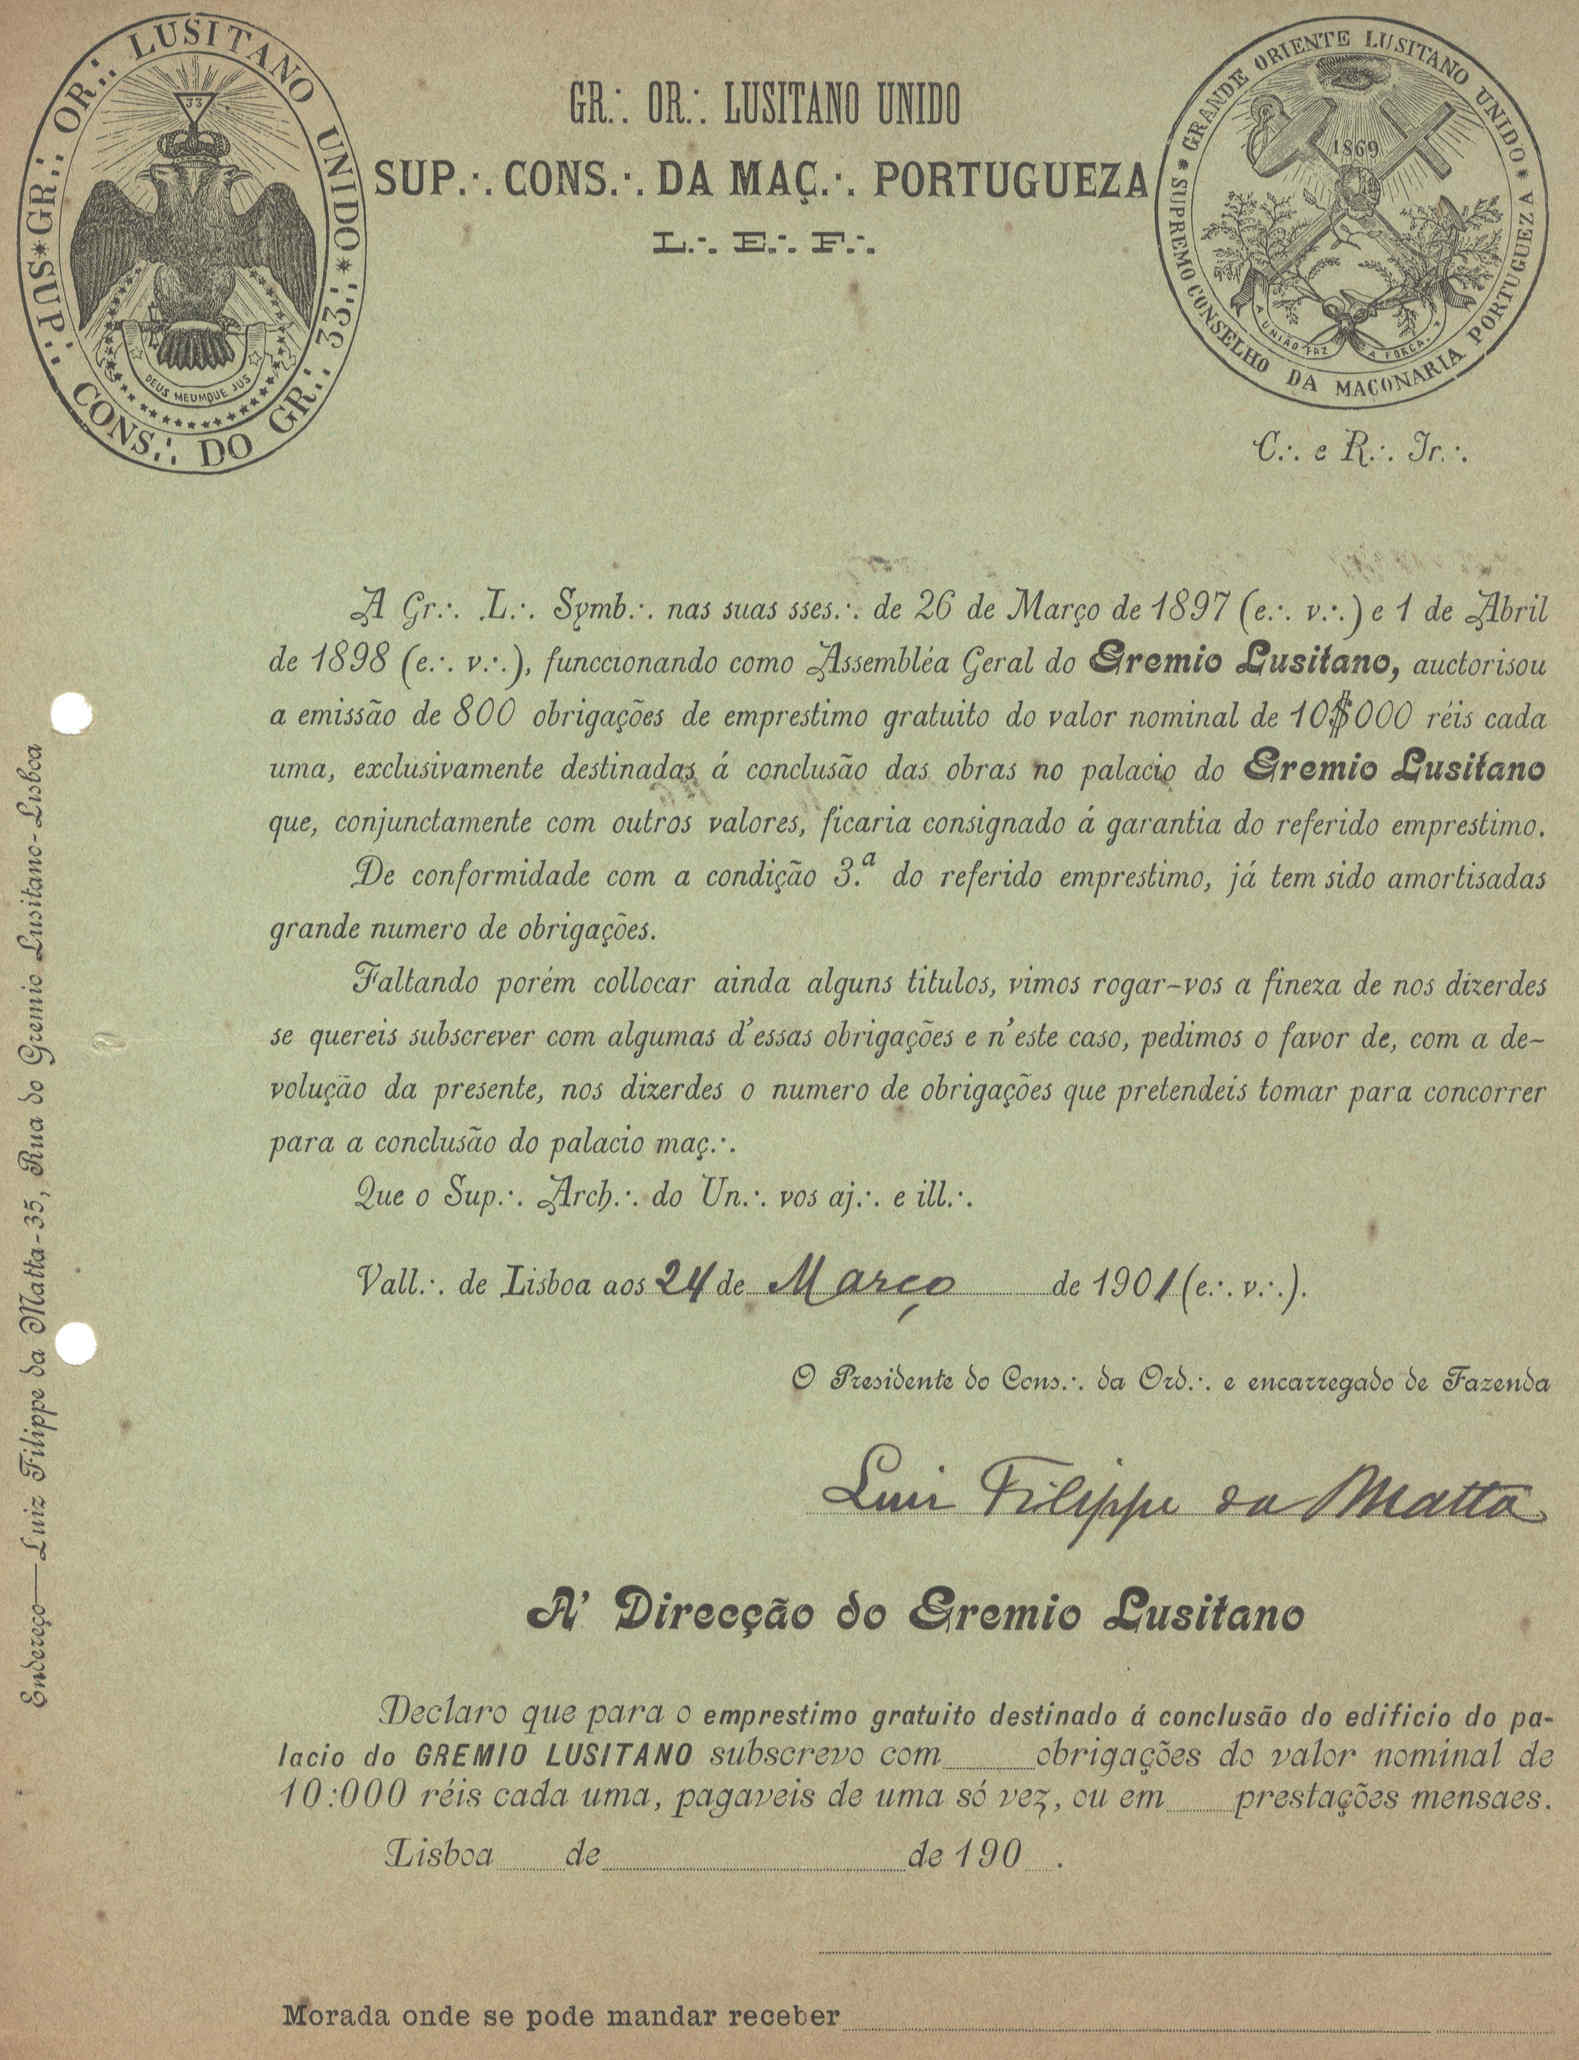 SUP∴ CONS∴ DO GR∴ 33∴ * GR∴ OR∴ LUSITANO UNIDO *
33
DEUS MEUMQUE JUS
GR∴ OR∴ LUSITANO UNIDO
SUP∴ CONS∴ DA MAÇ∴ PORTUGUEZA
L∴ E∴ F∴
* GRANDE ORIENTE LUSITANO UNIDO *
SUPREMO CONSELHO DA MAÇONARIA PORTUGUEZA
1869
A UNIÃO FAZ A FORÇA.
C∴ e R∴ Ir∴
A Gr∴ L∴ Symb∴ nas suas sses∴ de 26 de Março de 1897 (e∴ v∴) e 1 de Abril
de 1898 (e∴ v∴), funccionando como Assembléa Geral do Gremio Lusitano, auctorisou
a emissão de 800 obrigações de emprestimo gratuito do valor nominal de 10$000 réis cada
uma, exclusivamente destinadas á conclusão das obras no palacio do Gremio Lusitano
que, conjunctamente com outros valores, ficaria consignado á garantia do referido emprestimo.
De conformidade com a condição 3.ª do referido emprestimo, já tem sido amortisadas
grande numero de obrigações.
Faltando porém collocar ainda alguns titulos, vimos rogar-vos a fineza de nos dizerdes
se quereis subscrever com algumas d'essas obrigações e n'este caso, pedimos o favor de, com a de-
volução da presente, nos dizerdes o numero de obrigações que pretendeis tomar para concorrer
para a conclusão do palacio maç∴
Que o Sup∴ Arch∴ do Un∴ vos aj∴ e ill∴
Vall∴ de Lisboa aos 24 de Março de 1901 (e∴ v∴).
O Presidente do Cons∴ da Ord∴ e encarregado de Fazenda
Luiz Filippe da Matta
A' Direcção do Gremio Lusitano
Declaro que para o emprestimo gratuito destinado á conclusão do edificio do pa-
lacio do GREMIO LUSITANO subscrevo com obrigações do valor nominal de
10:000 réis cada uma, pagaveis de uma só vez, ou em prestações mensaes.
Lisboa de de 190 .
Morada onde se pode mandar receber
Endereço—Luiz Filippe da Matta-35, Rua do Gremio Lusitano-Lisboa